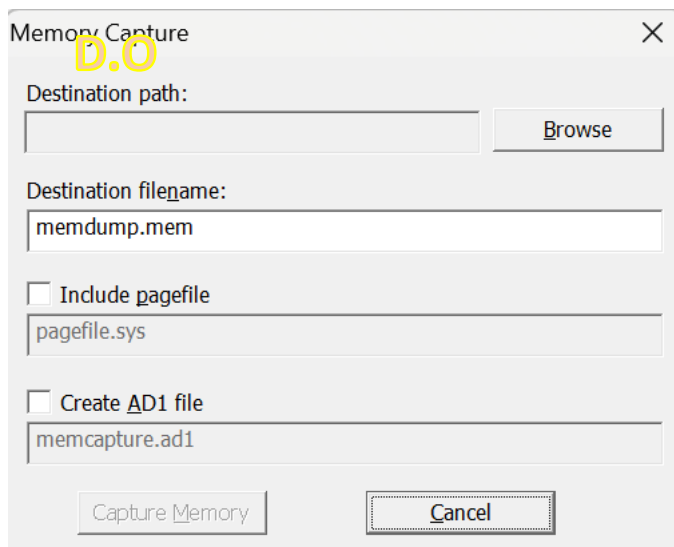 Memory Capture
D.O
Destination path:
Browse
Destination filename:
memdump.mem
Include pagefile
pagefile.sys
Create AD1 file
memcapture.ad1
Capture Memory
Cancel